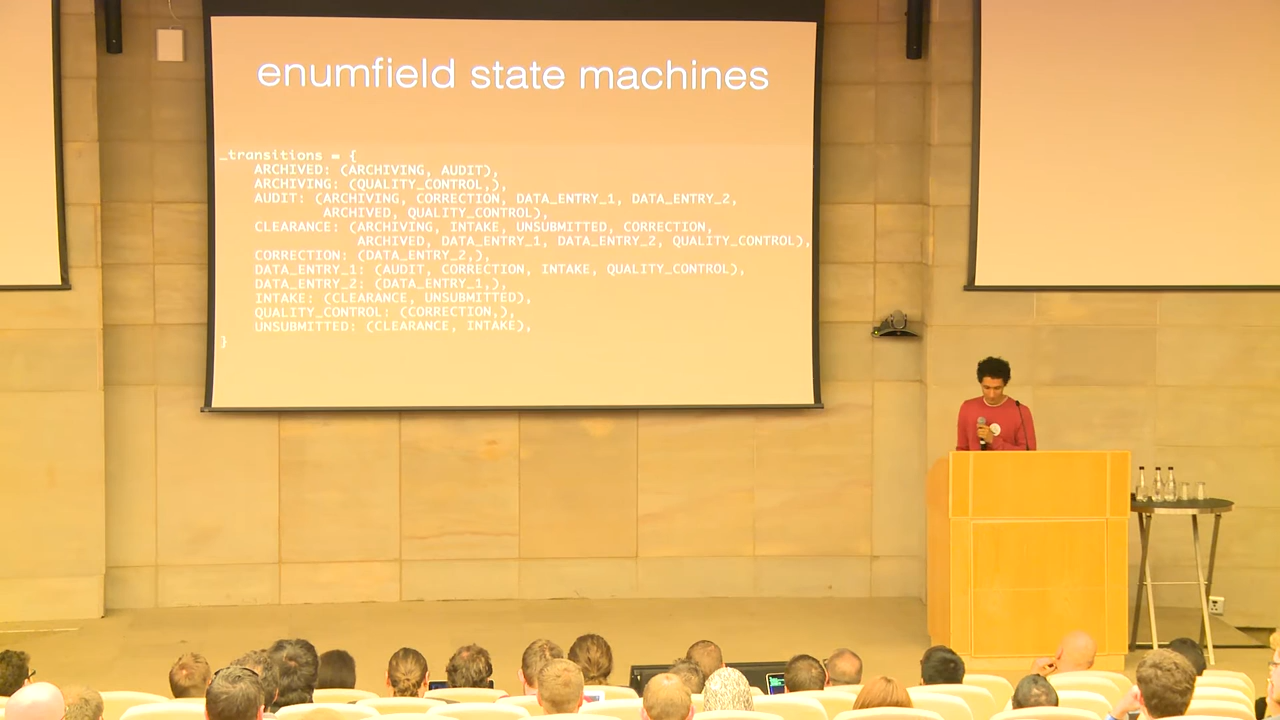 enumfield state machines
_transitions = {
ARCHIVED: (ARCHIVING, AUDIT),
ARCHIVING: (QUALITY_CONTROL,),
AUDIT: (ARCHIVING, CORRECTION, DATA_ENTRY_1, DATA_ENTRY_2,
ARCHIVED, QUALITY_CONTROL),
CLEARANCE: (ARCHIVING, INTAKE, UNSUBMITTED, CORRECTION,
ARCHIVED, DATA_ENTRY_1, DATA_ENTRY_2, QUALITY_CONTROL),
CORRECTION: (DATA_ENTRY_2,),
DATA_ENTRY_1: (AUDIT, CORRECTION, INTAKE, QUALITY_CONTROL),
DATA_ENTRY_2: (DATA_ENTRY_1,),
INTAKE: (CLEARANCE, UNSUBMITTED),
QUALITY_CONTROL: (CORRECTION,),
UNSUBMITTED: (CLEARANCE, INTAKE),
}